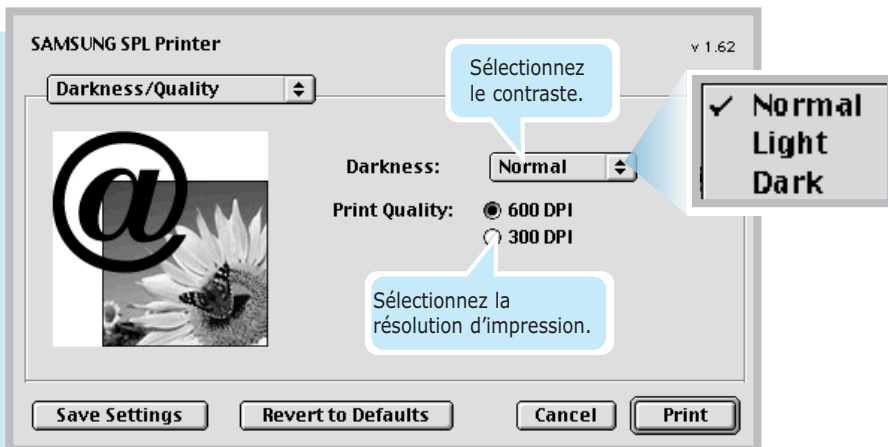 SAMSUNG SPL Printer
v 1.62
Darkness/Quality
Sélectionnez
le contraste.
Darkness:
Normal
✓ Normal
Light
Dark
Print Quality:
600 DPI
300 DPI
Sélectionnez la
résolution d’impression.
@
Save Settings
Revert to Defaults
Cancel
Print